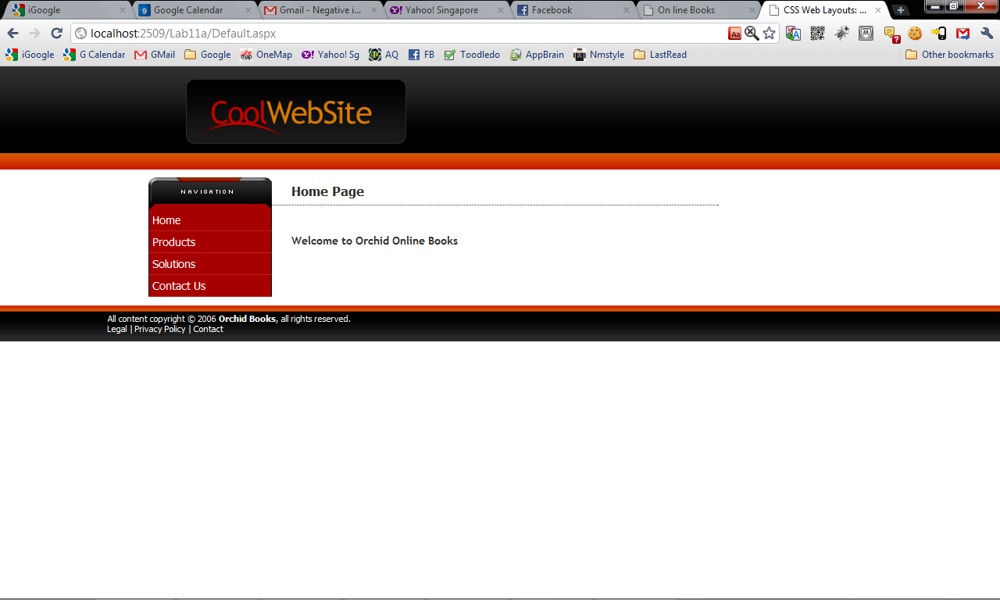 iGoogle Google Calendar Gmail - Negative i... Yahoo! Singapore Facebook On line Books CSS Web Layouts: ...
localhost:2509/Lab11a/Default.aspx
iGoogle G Calendar GMail Google OneMap Yahoo! Sg AQ FB Toodledo AppBrain Nmstyle LastRead Other bookmarks
CoolWebSite
NAVIGATION
Home Page
Home
Products
Welcome to Orchid Online Books
Solutions
Contact Us
All content copyright © 2006 Orchid Books, all rights reserved.
Legal | Privacy Policy | Contact